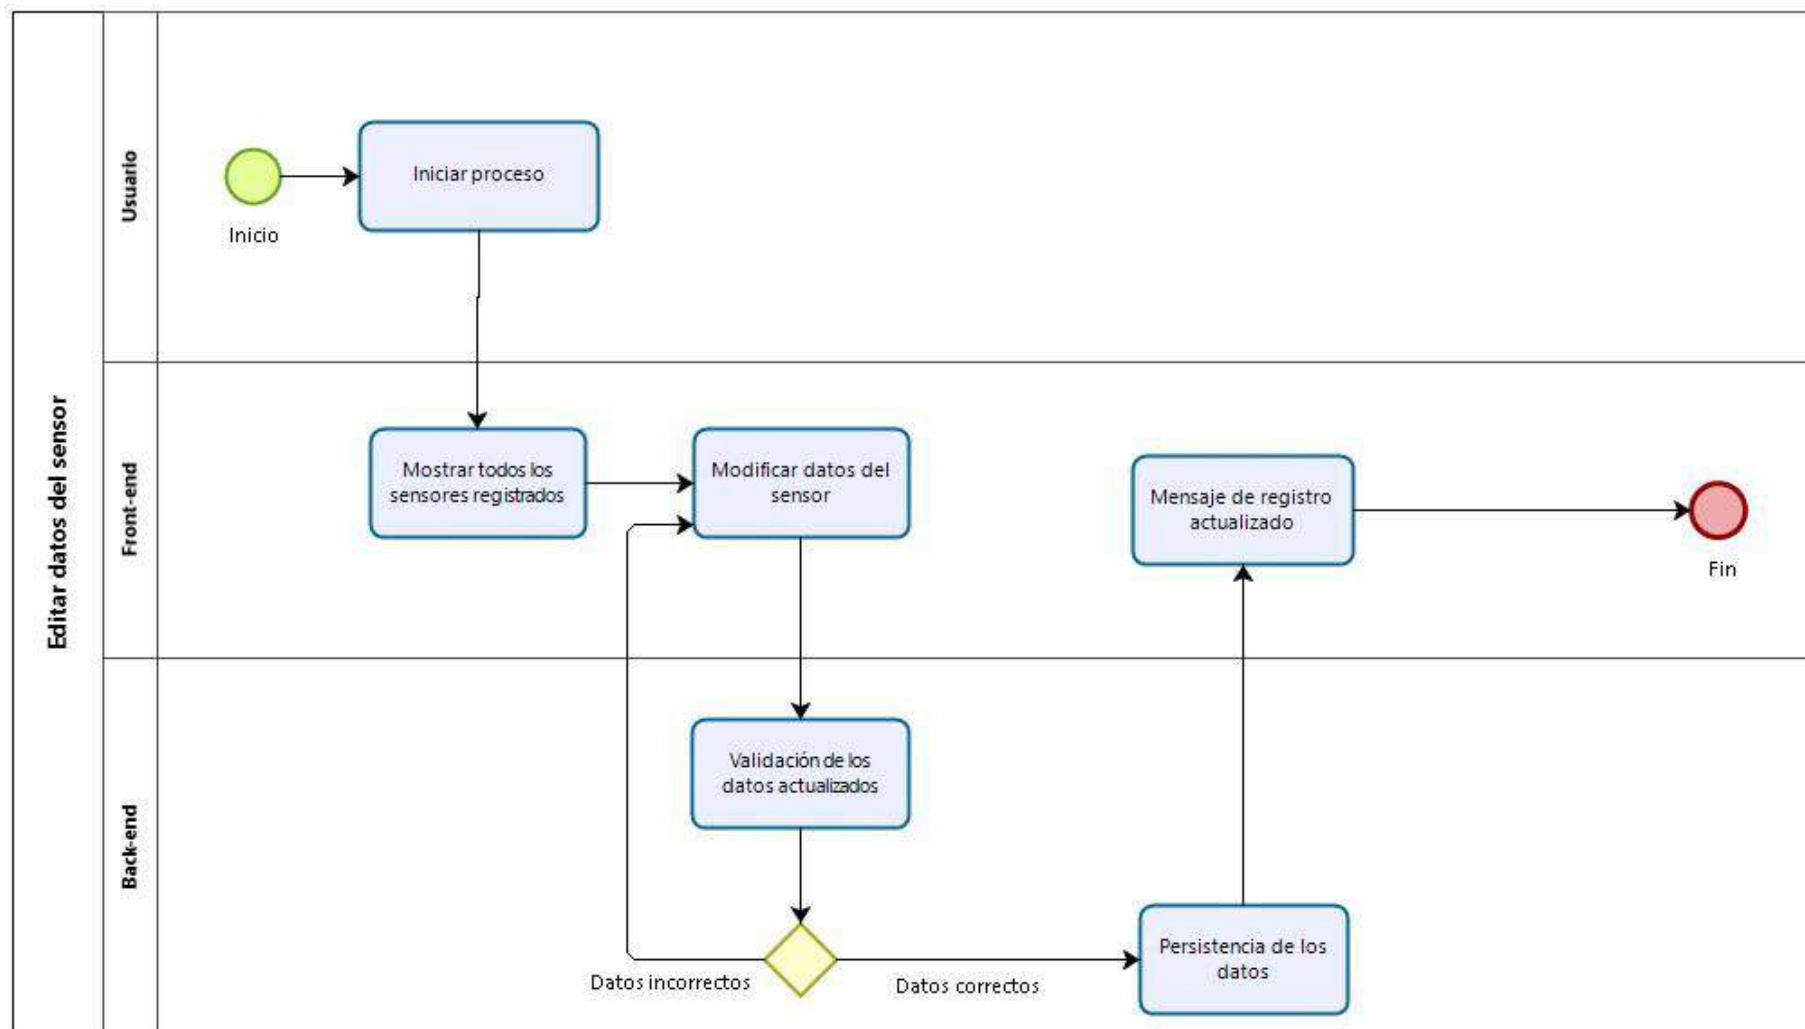 Editar datos del sensor
Usuario
Inicio
Iniciar proceso
Front-end
Mostrar todos los
sensores registrados
Modificar datos del
sensor
Mensaje de registro
actualizado
Fin
Back-end
Validación de los
datos actualizados
Datos incorrectos
Datos correctos
Persistencia de los
datos